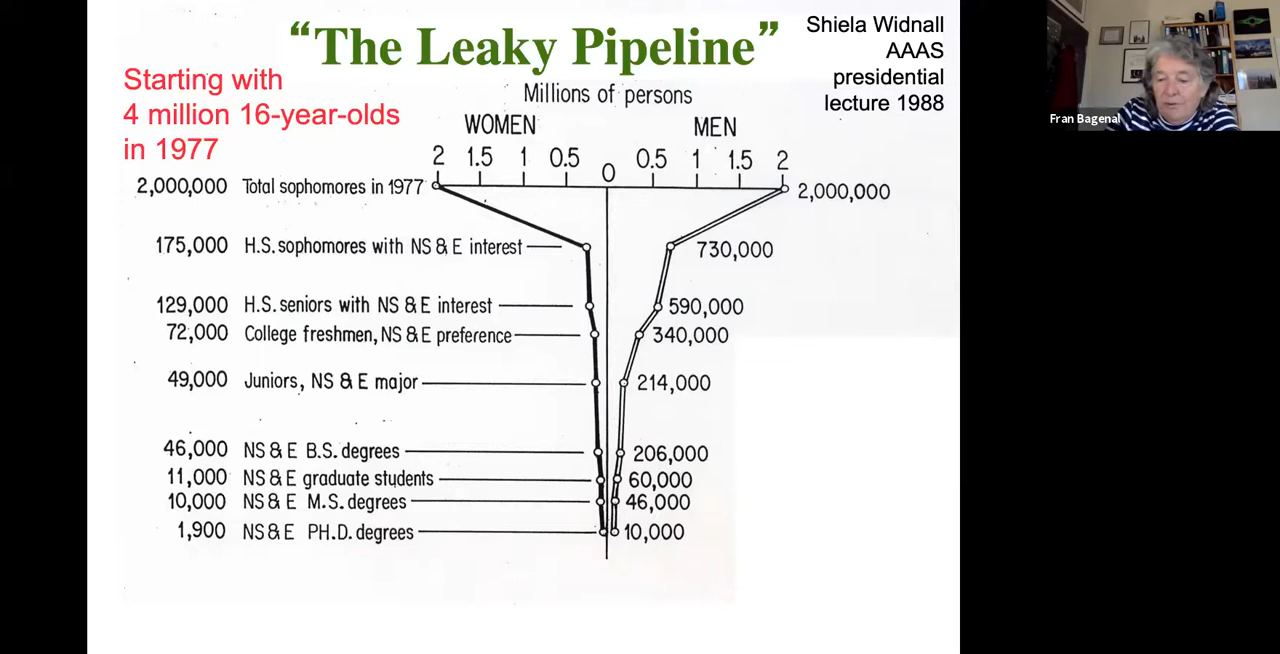 “The Leaky Pipeline”
Shiela Widnall
AAAS
presidential
lecture 1988
Starting with
4 million 16-year-olds
in 1977
Millions of persons
WOMEN MEN
2 1.5 1 0.5 0 0.5 1 1.5 2
2,000,000 Total sophomores in 1977 2,000,000
175,000 H.S. sophomores with NS & E interest 730,000
129,000 H.S. seniors with NS & E interest 590,000
72,000 College freshmen, NS & E preference 340,000
49,000 Juniors, NS & E major 214,000
46,000 NS & E B.S. degrees 206,000
11,000 NS & E graduate students 60,000
10,000 NS & E M.S. degrees 46,000
1,900 NS & E PH.D. degrees 10,000
Fran Bagenal